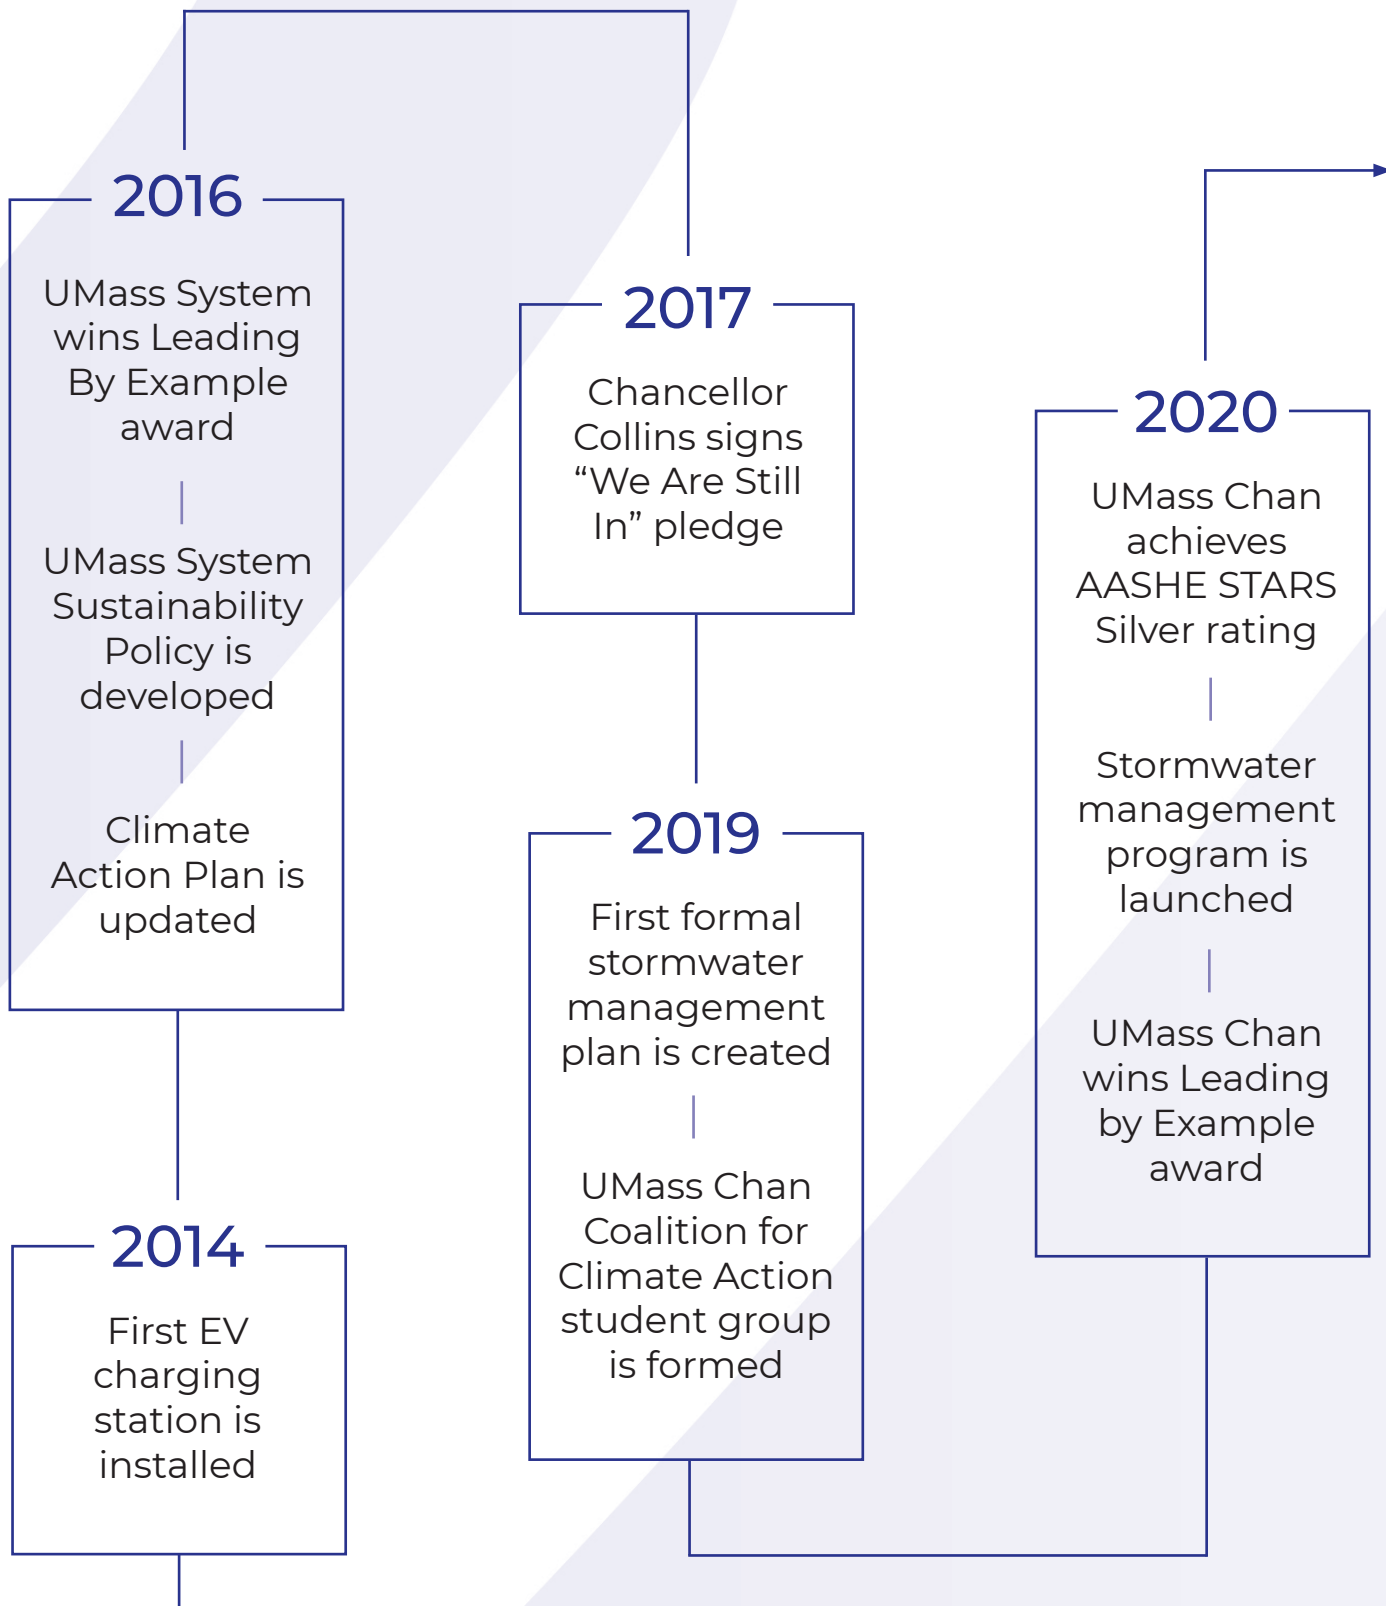 2016
UMass System
wins Leading
By Example
award
UMass System
Sustainability
Policy is
developed
Climate
Action Plan is
updated
2014
First EV
charging
station is
installed
2017
Chancellor
Collins signs
“We Are Still
In” pledge
2019
First formal
stormwater
management
plan is created
UMass Chan
Coalition for
Climate Action
student group
is formed
2020
UMass Chan
achieves
AASHE STARS
Silver rating
Stormwater
management
program is
launched
UMass Chan
wins Leading
by Example
award